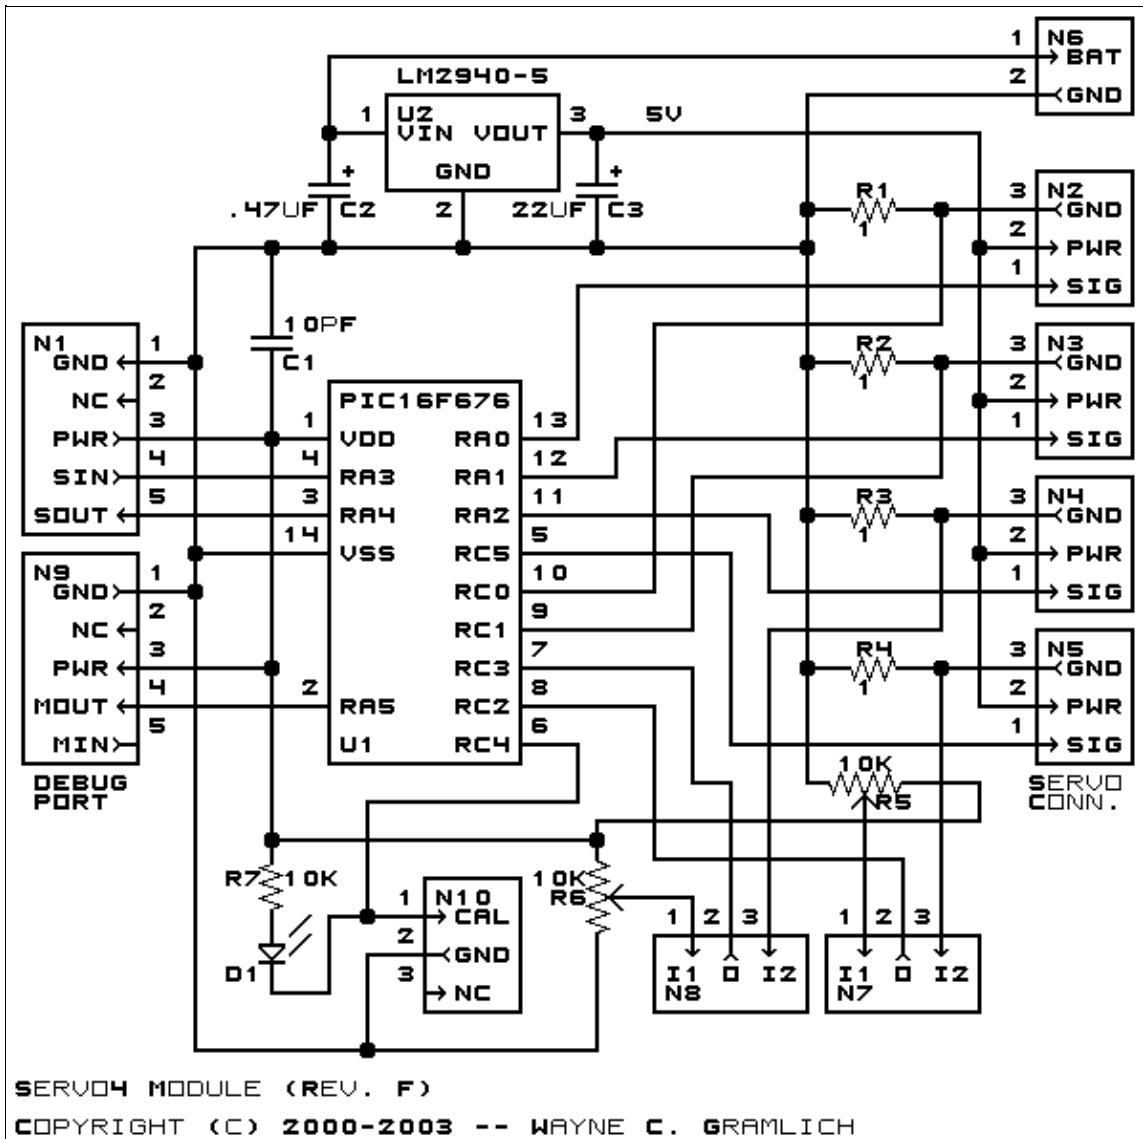 1 N6
BAT
2
GND
LM2940-5
1 U2 3 5V
VIN VOUT
GND
+ +
.47UF C2 2 22UF C3
R1 3 N2
GND
1 2
PWR
1
SIG
10PF
C1
N1 1
GND
2
NC
3
PWR
4
SIN
5
SOUT
R2 3 N3
GND
1 2
PWR
1
SIG
PIC16F676
1 VDD RA0 13
4 RA3 RA1 12
3 RA4 RA2 11
14 VSS RC5 5
RC0 10
RC1 9
RC3 7
2 RA5 RC2 8
U1 RC4 6
R3 3 N4
GND
1 2
PWR
1
SIG
N9 1
GND
2
NC
3
PWR
4
MOUT
5
MIN
DEBUG
PORT
R4 3 N5
GND
1 2
PWR
1
SIG
SERVO
CONN.
10K
R5
R7 10K
D1
1 N10
CAL
2
GND
3
NC
10K
R6
1 2 3
I1 O I2
N8
1 2 3
I1 O I2
N7
SERVO4 MODULE (REV. F)
COPYRIGHT (C) 2000-2003 -- WAYNE C. GRAMLICH